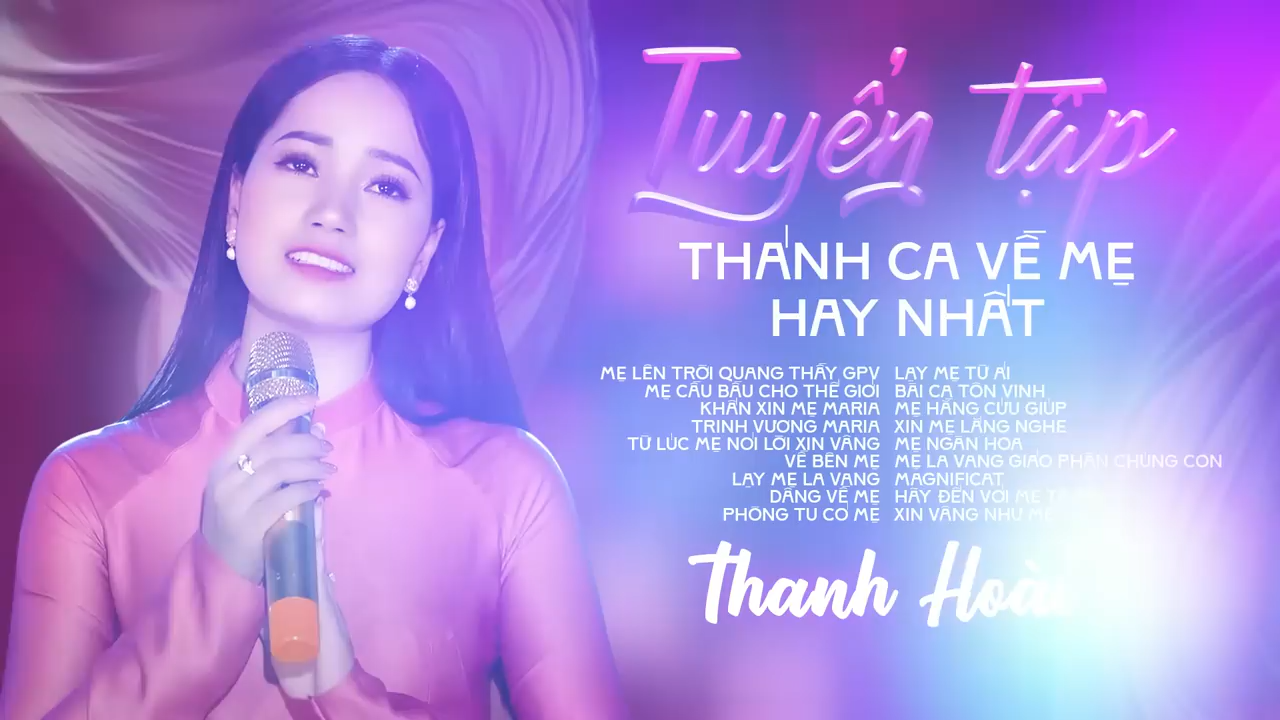 Tuyển tập
THÁNH CA VỀ MẸ
HAY NHẤT
MẸ LÊN TRỜI QUANG THẤY GPV
MẸ CẦU BẦU CHO THẾ GIỚI
KHẤN XIN MẸ MARIA
TRINH VƯƠNG MARIA
TỪ LÚC MẸ NÓI LỜI XIN VÂNG
VỀ BÊN MẸ
LẠY MẸ LA VANG
DÂNG VỀ MẸ
PHONG TU CÓ MẸ
LẠY MẸ TỪ ÁI
BÀI CA TÔN VINH
MẸ HẰNG CỨU GIÚP
XIN MẸ LẮNG NGHE
MẸ NGÀN HOA
MẸ LA VANG GIÁO PHẬN CHÚNG CON
MAGNIFICAT
HÃY ĐẾN VỚI MẸ
XIN VÂNG NHƯ MẸ
Thanh